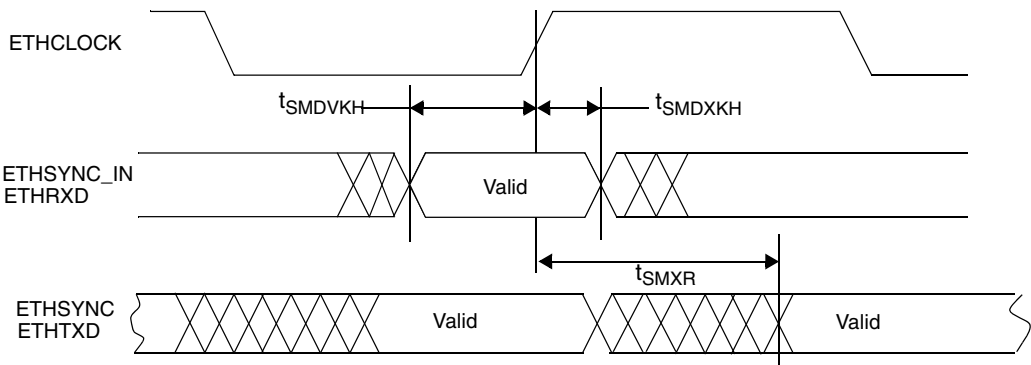 ETHCLOCK
tSMDVKH
tSMDXKH
ETHSYNC_IN
ETHRXD
Valid
tSMXR
ETHSYNC
ETHTXD
Valid
Valid